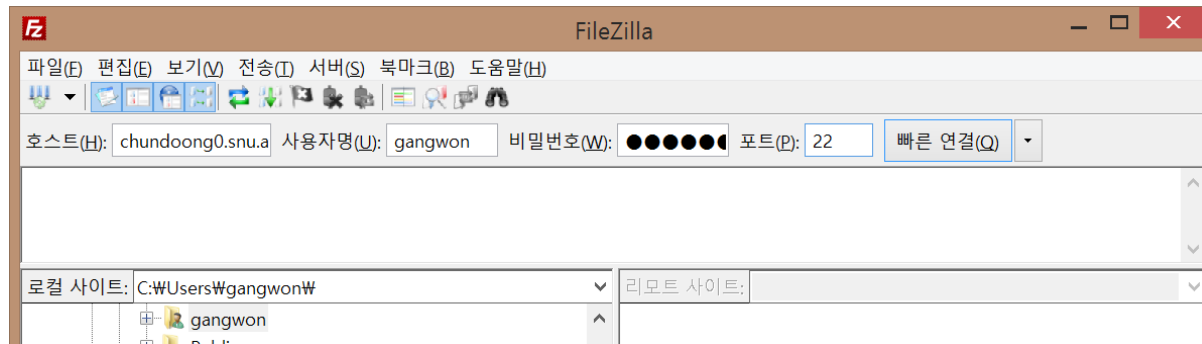 FileZilla
파일(F) 편집(E) 보기(V) 전송(T) 서버(S) 북마크(B) 도움말(H)
호스트(H): chundoong0.snu.a 사용자명(U): gangwon 비밀번호(W): ●●●●●● 포트(P): 22 빠른 연결(Q)
로컬 사이트: C:₩Users₩gangwon₩ 리모트 사이트:
gangwon